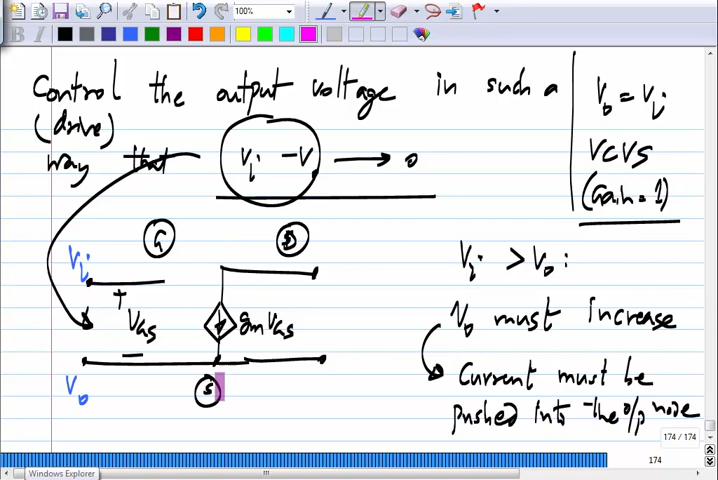 100%
Control the output voltage in such a
(drive)
way that Vi - Vo → 0
Vo = Vi
VCVS
(Gain = 1)
G D
Vi
+
VGS gmVGS
-
Vo S
Vi > Vo :
Vo must increase
Current must be
pushed into the o/p node
174 / 174
174
Windows Explorer